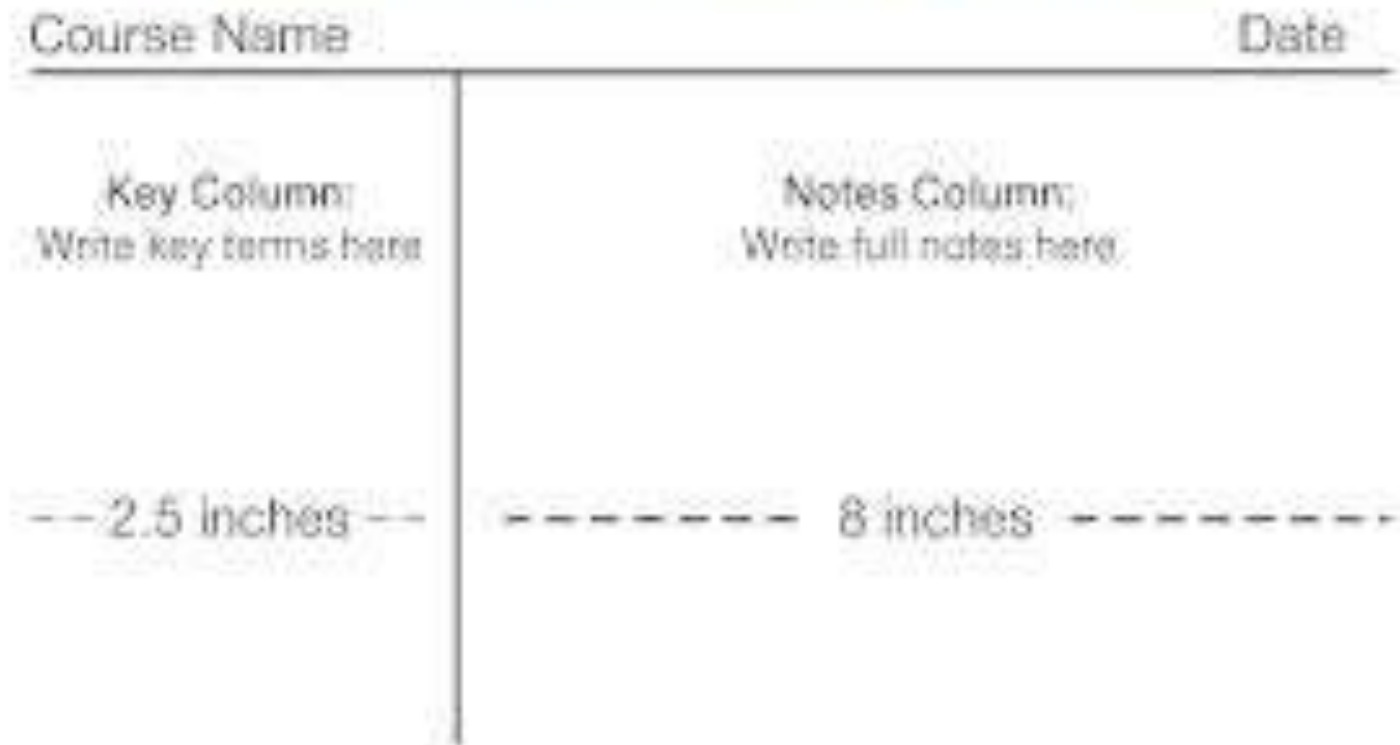 Course Name Date
Key Column:
Write key terms here
Notes Column:
Write full notes here
2.5 inches
8 inches